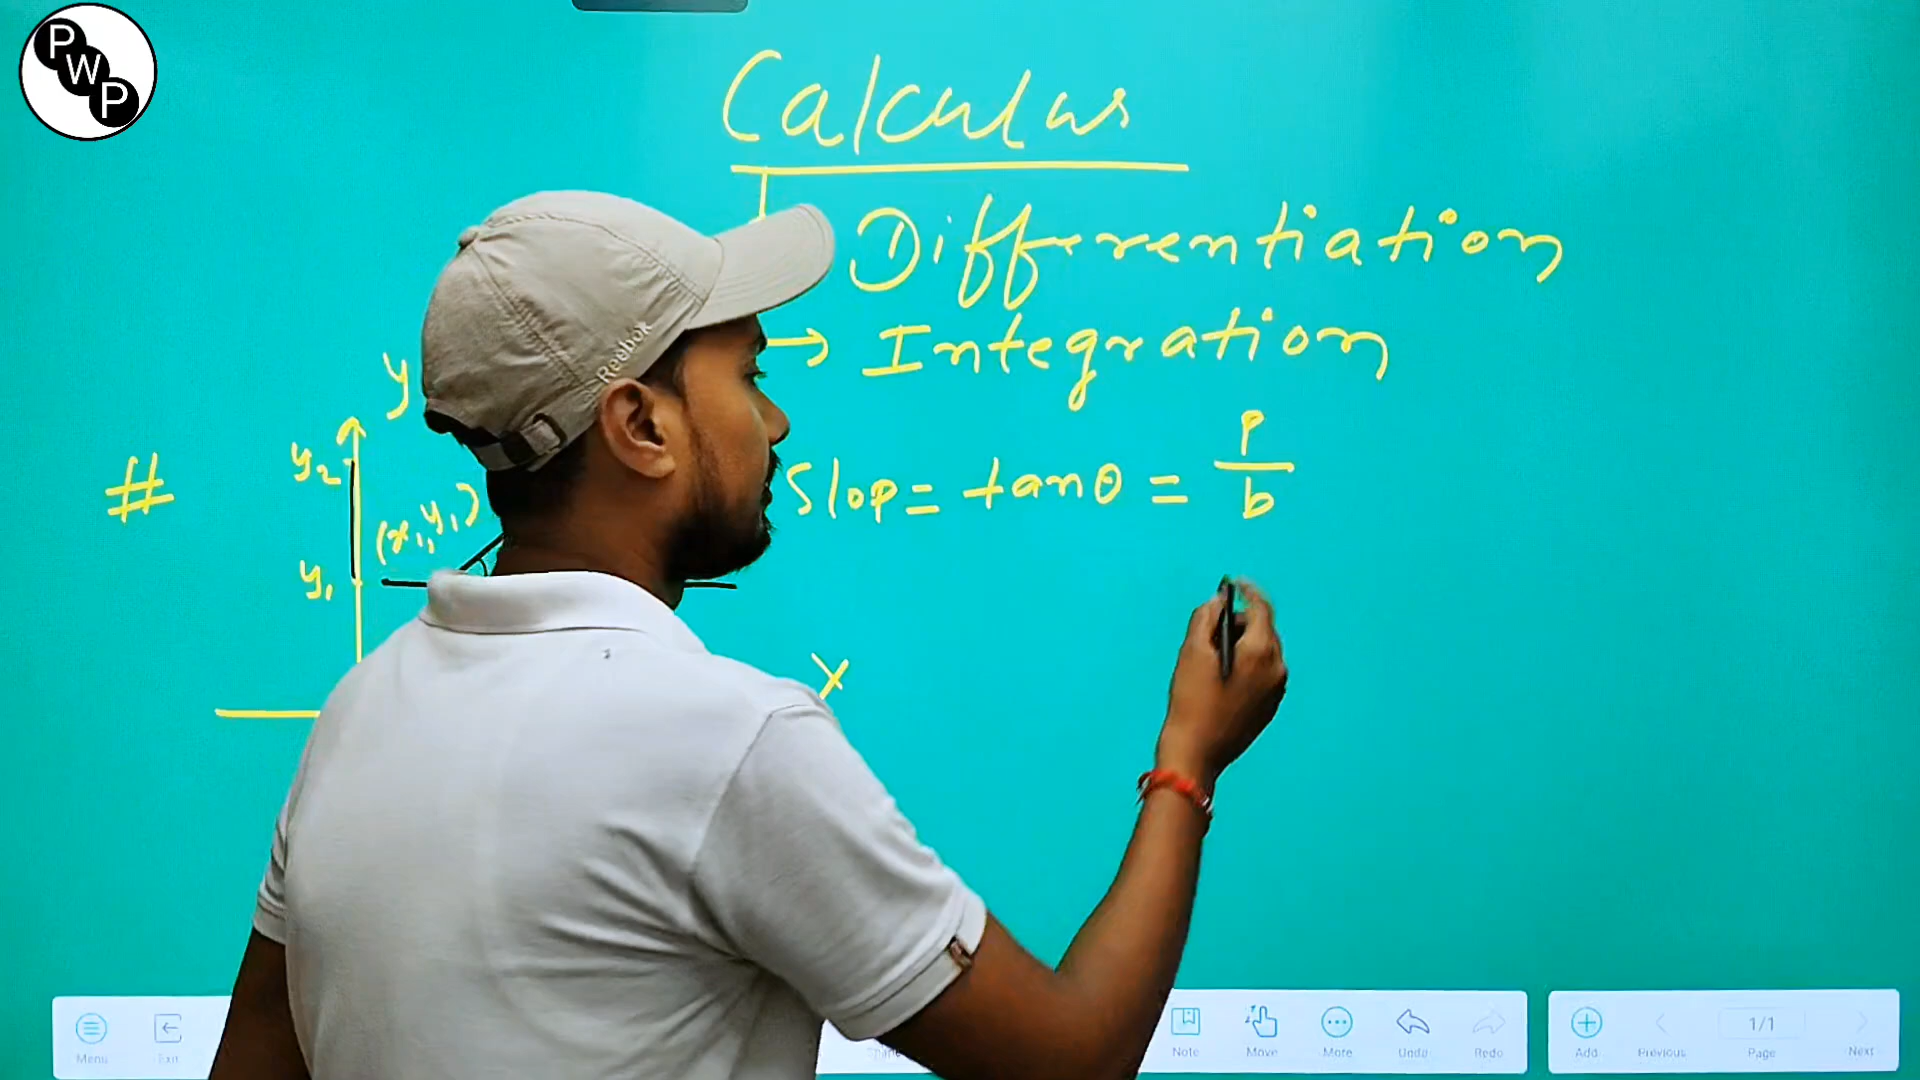 PWP
Calculus
Differentiation
→ Integration
y
y2
#
(x1, y1)
y1
Slop = tanθ = P/b
X
Reebok
Menu
Exit
Note
Move
More
Undo
Redo
Add
Previous
1/1
Page
Next